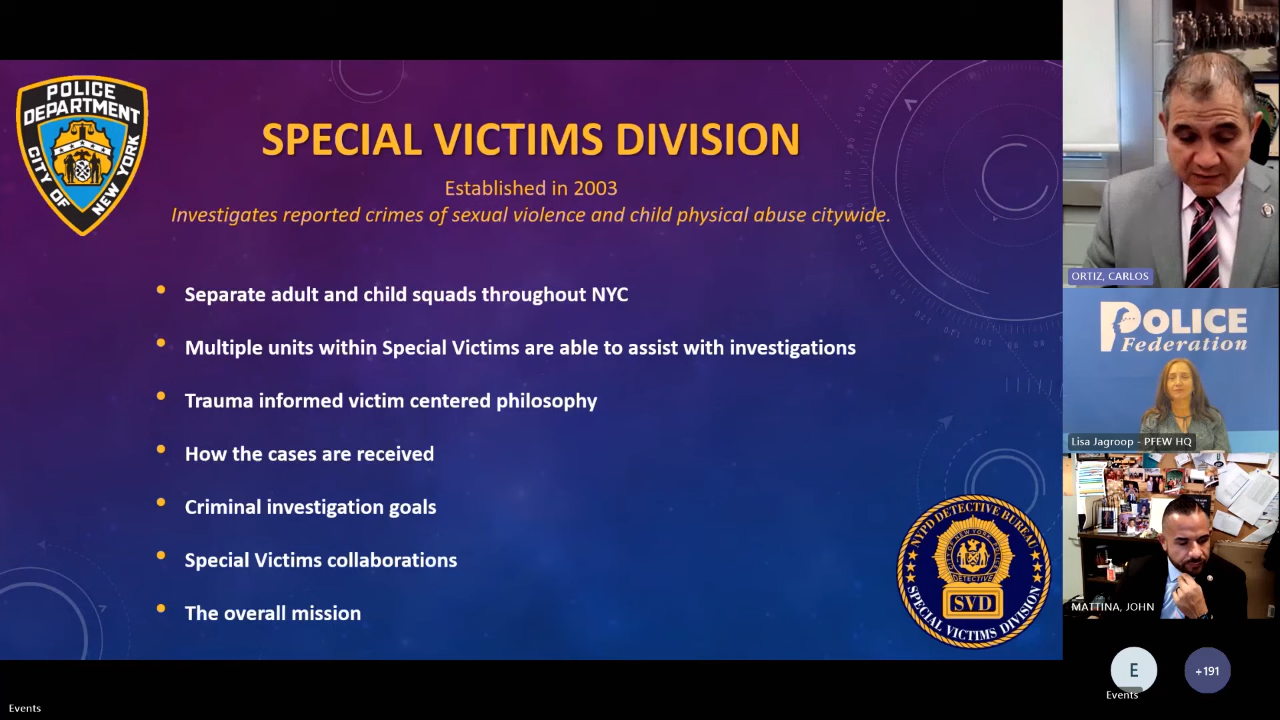 POLICE
DEPARTMENT
CITY OF
NEW YORK
SPECIAL VICTIMS DIVISION
Established in 2003
Investigates reported crimes of sexual violence and child physical abuse citywide.
• Separate adult and child squads throughout NYC
• Multiple units within Special Victims are able to assist with investigations
• Trauma informed victim centered philosophy
• How the cases are received
• Criminal investigation goals
• Special Victims collaborations
• The overall mission
NYPD DETECTIVE BUREAU
DETECTIVE
SVD
SPECIAL VICTIMS DIVISION
ORTIZ, CARLOS
POLICE
Federation
Lisa Jagroop - PFEW HQ
MATTINA, JOHN
E
+191
Events
Events